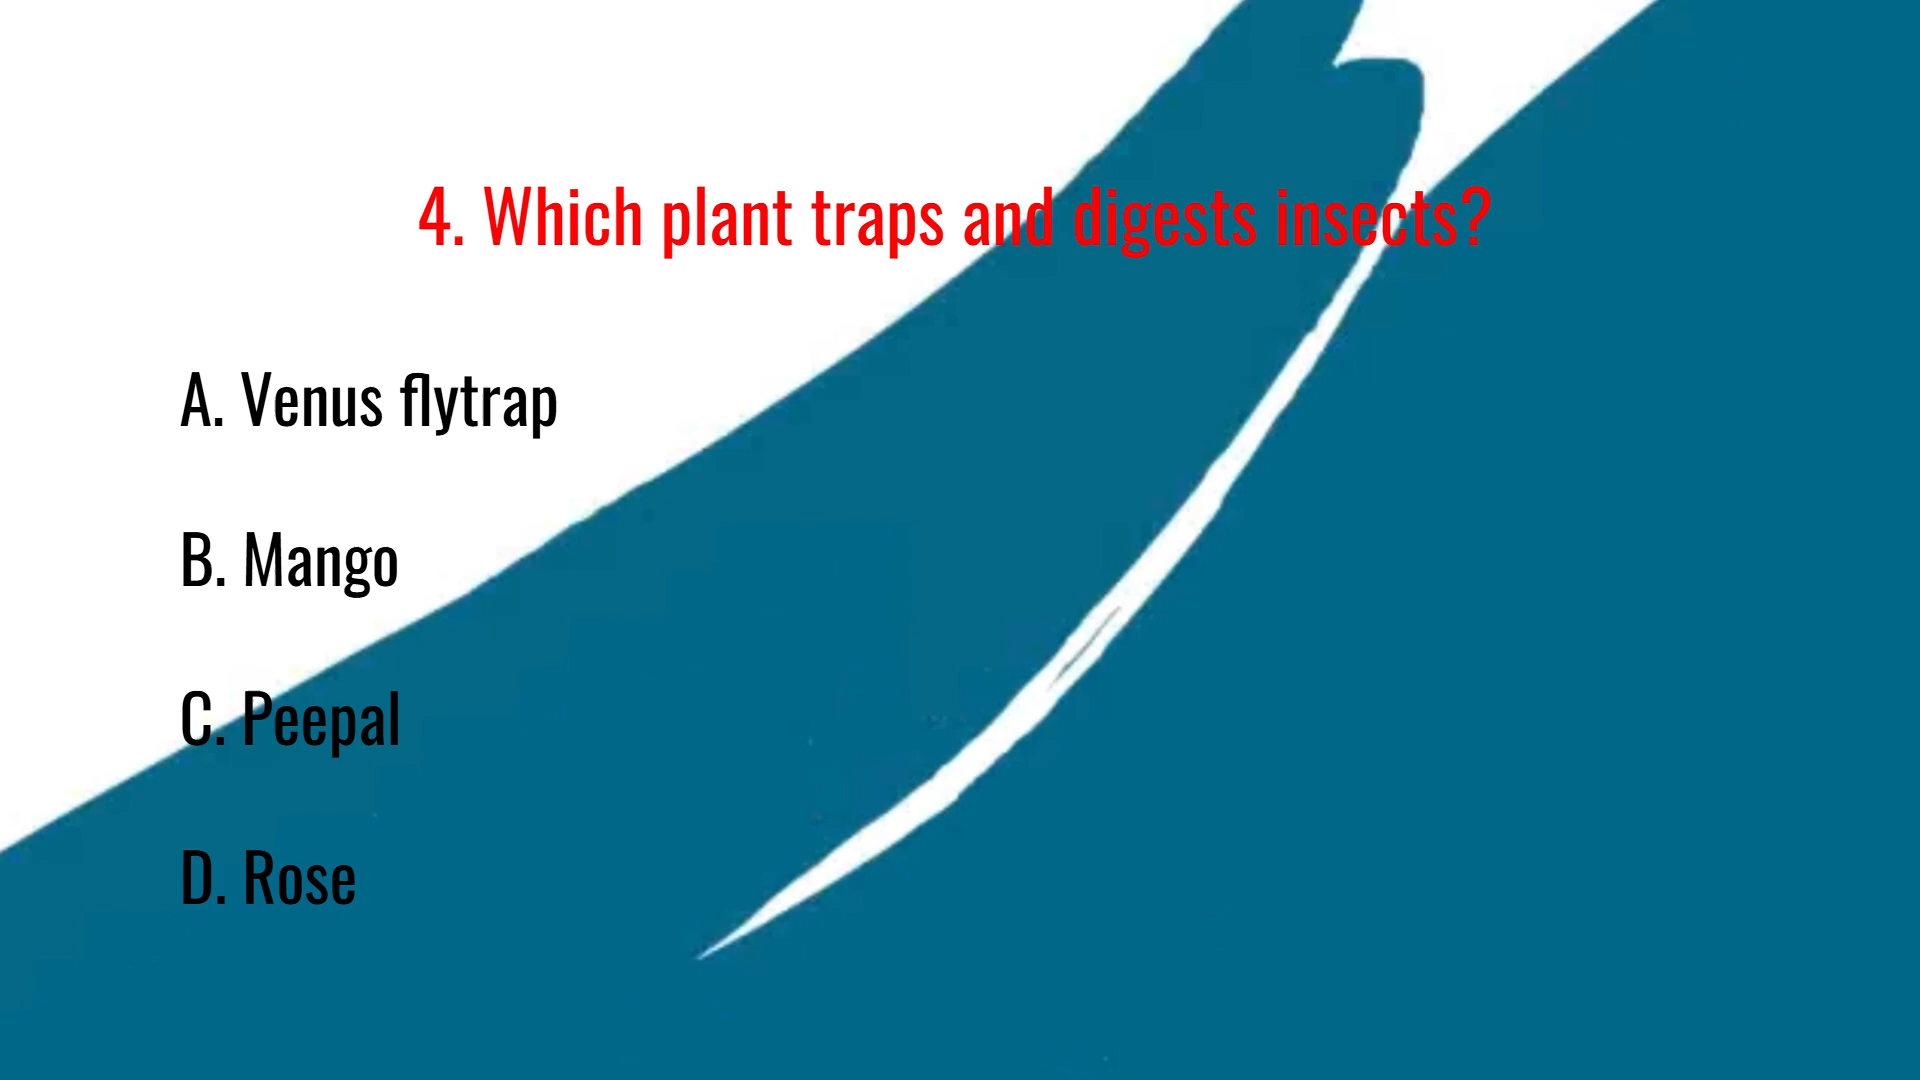 4. Which plant traps and digests insects?
A. Venus flytrap
B. Mango
C. Peepal
D. Rose